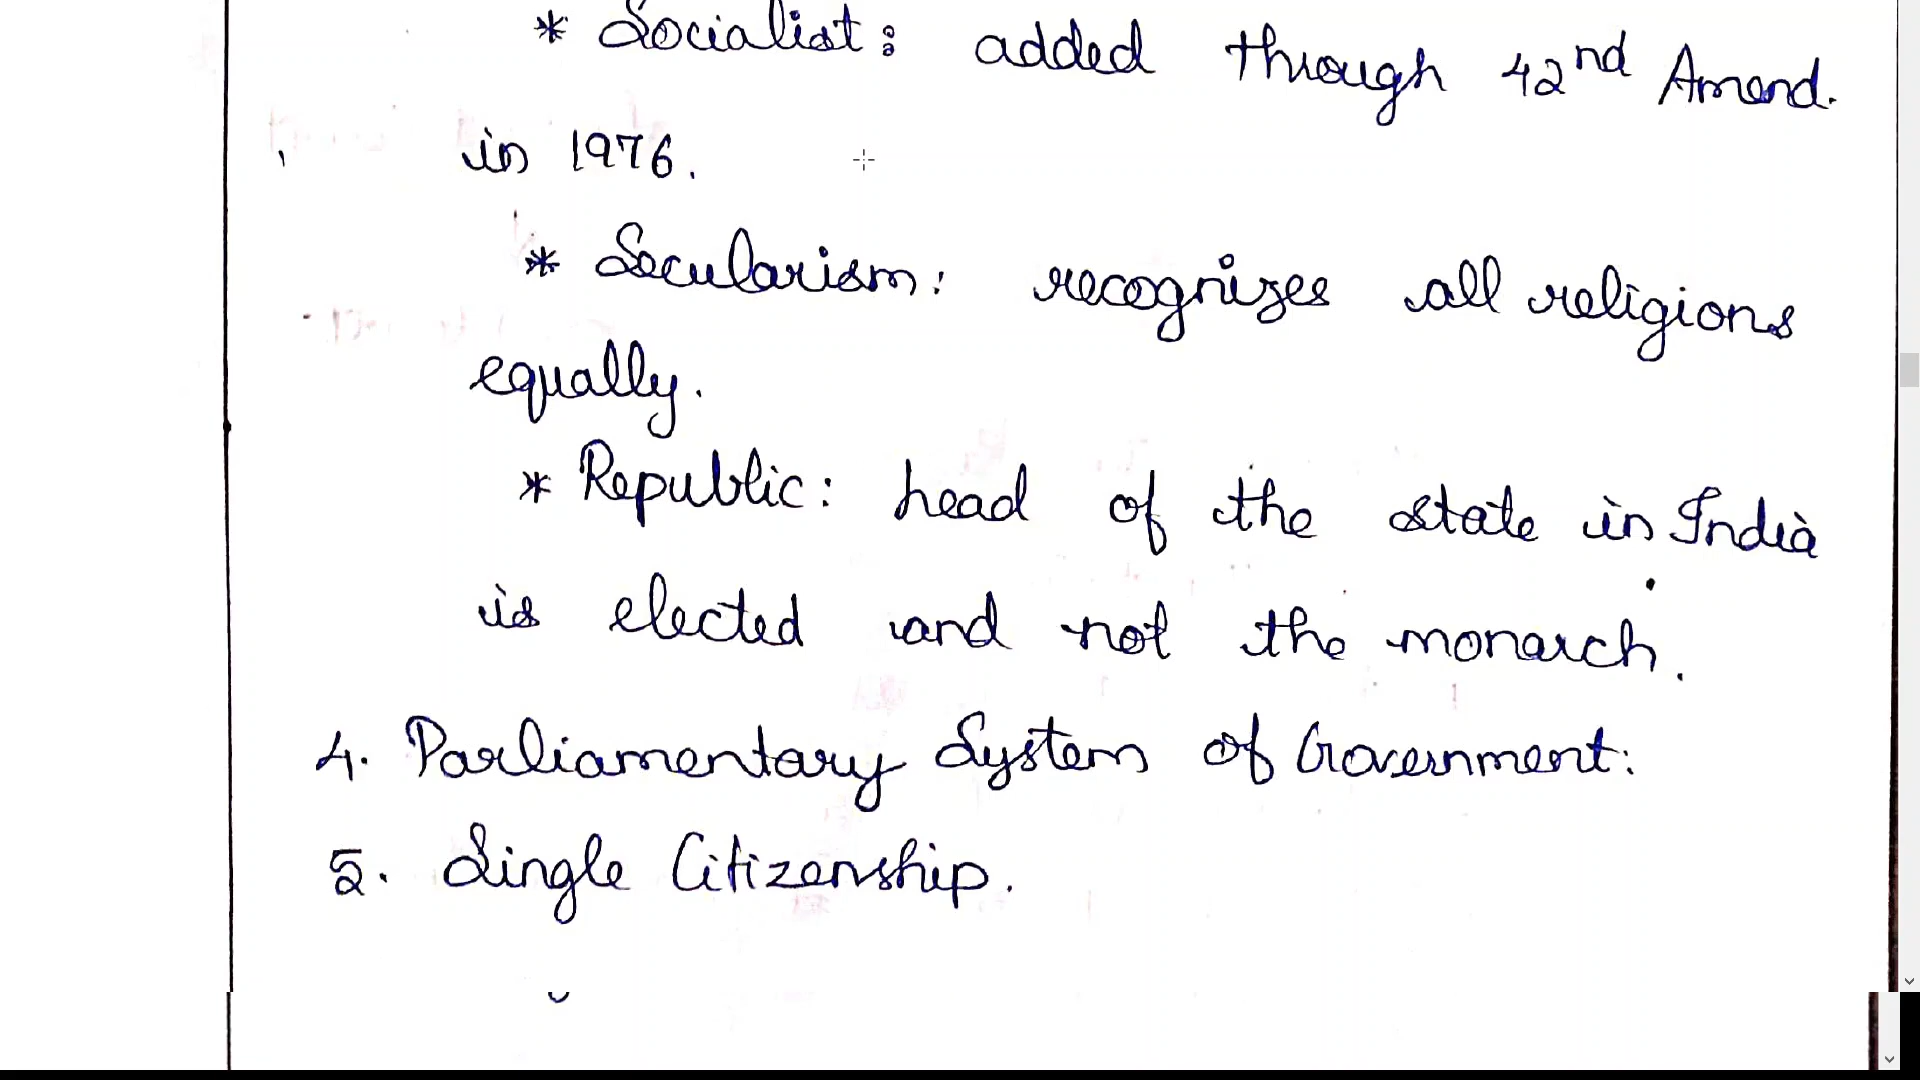 * Socialist: added through 42nd Amend.
in 1976.
* Secularism: recognizes all religions
equally.
* Republic: head of the state in India
is elected and not the monarch.
4. Parliamentary System of Government:
5. Single Citizenship.